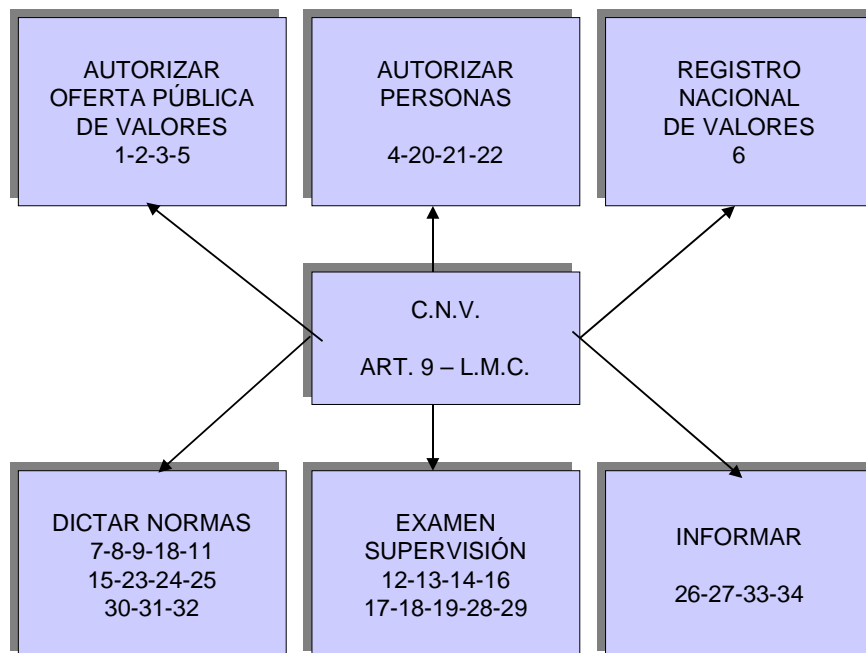 AUTORIZAR
OFERTA PÚBLICA
DE VALORES
1-2-3-5
AUTORIZAR
PERSONAS
4-20-21-22
REGISTRO
NACIONAL
DE VALORES
6
C.N.V.
ART. 9 – L.M.C.
DICTAR NORMAS
7-8-9-18-11
15-23-24-25
30-31-32
EXAMEN
SUPERVISIÓN
12-13-14-16
17-18-19-28-29
INFORMAR
26-27-33-34